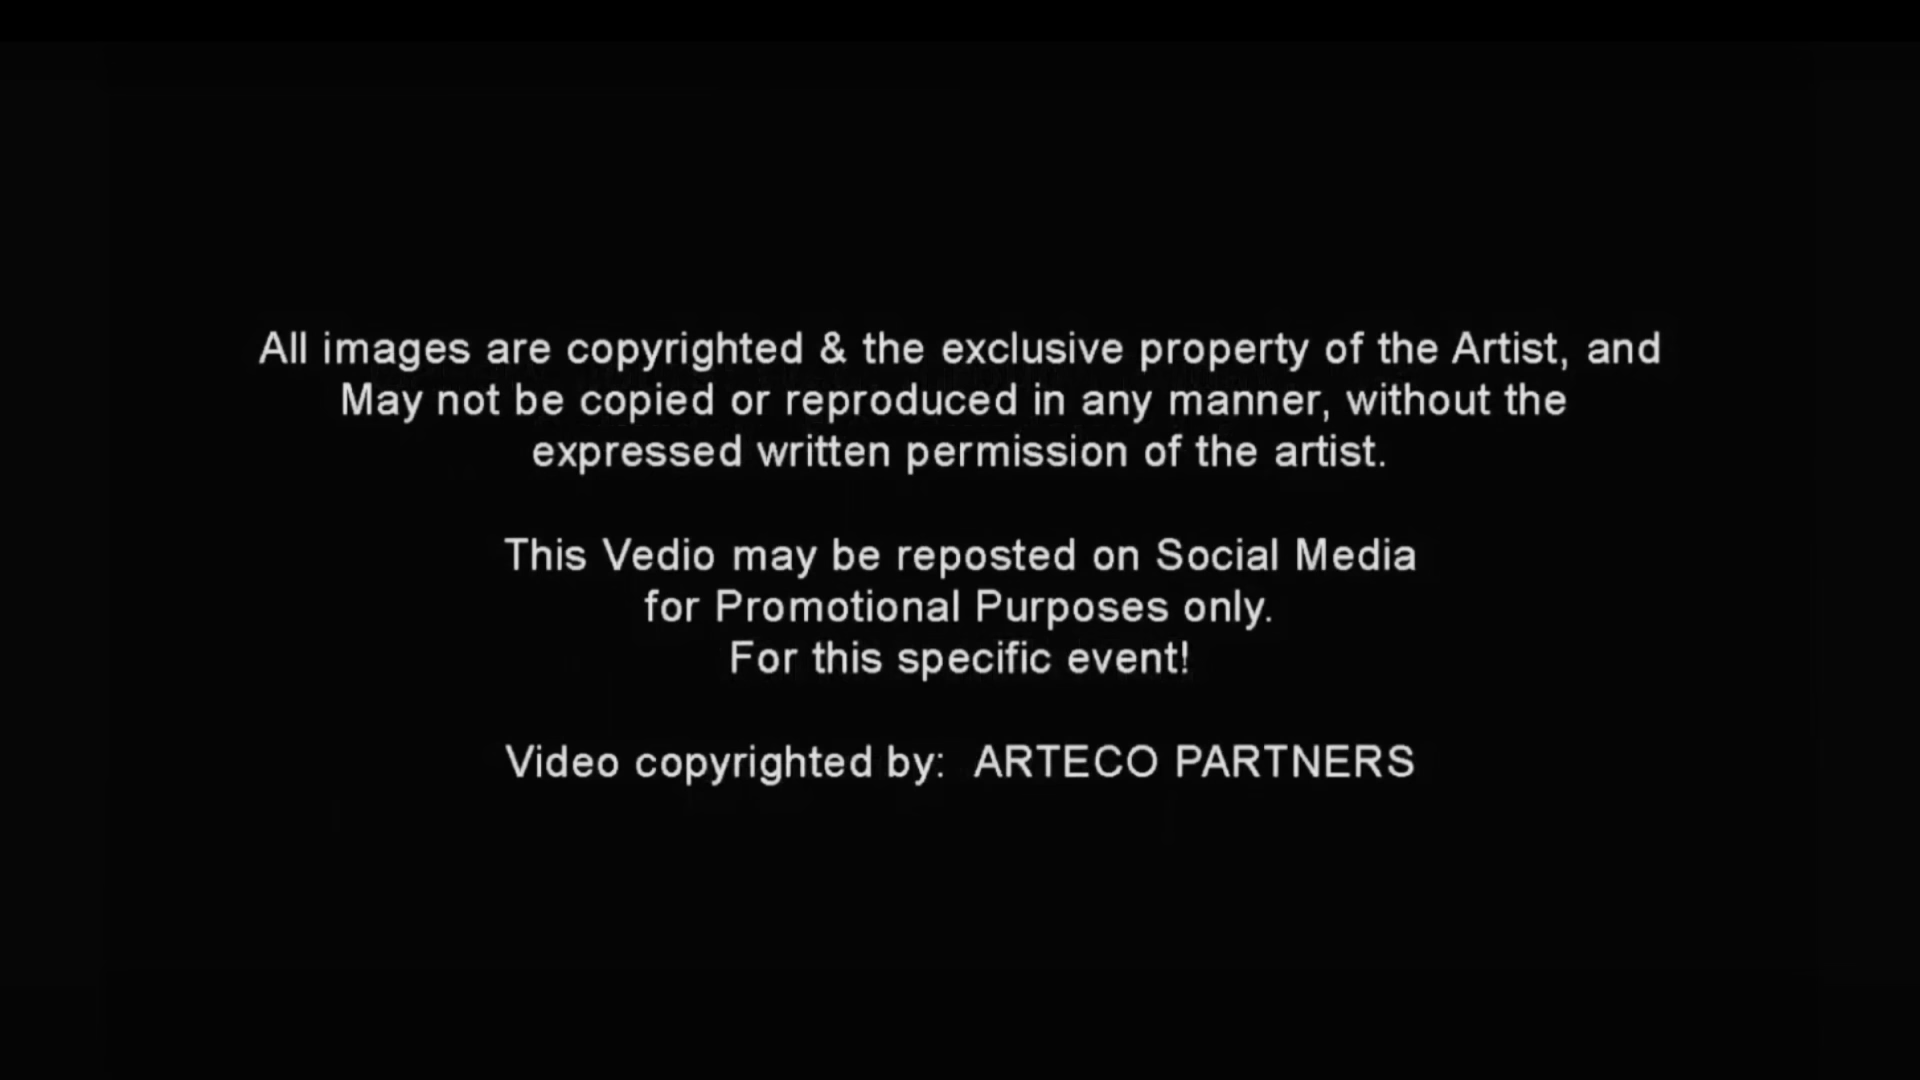 All images are copyrighted & the exclusive property of the Artist, and
May not be copied or reproduced in any manner, without the
expressed written permission of the artist.
This Vedio may be reposted on Social Media
for Promotional Purposes only.
For this specific event!
Video copyrighted by:  ARTECO PARTNERS